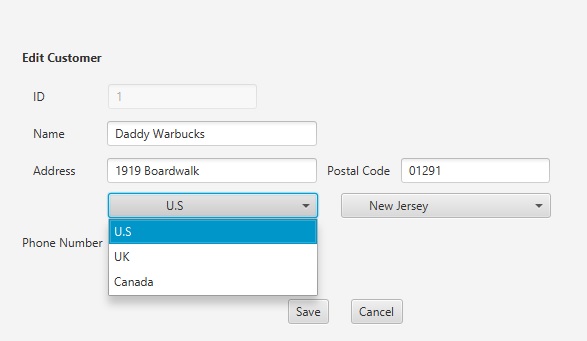 Edit Customer
ID 1
Name Daddy Warbucks
Address 1919 Boardwalk Postal Code 01291
U.S New Jersey
U.S
Phone Number
UK
Canada
Save Cancel